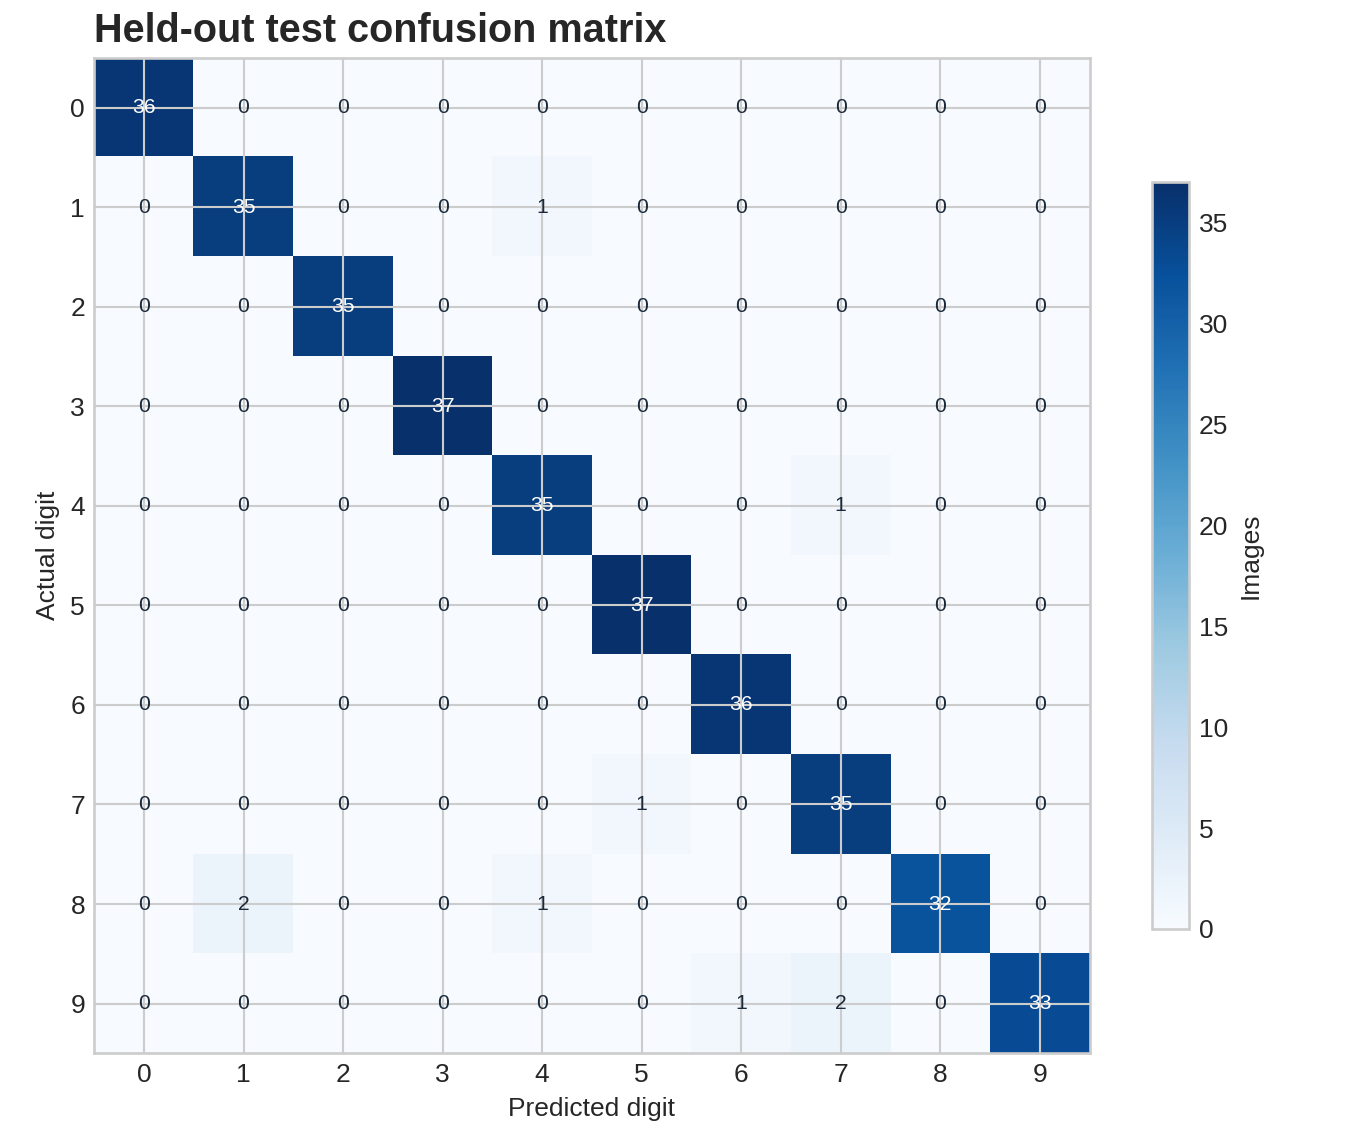 Held-out test confusion matrix
0 36 0 0 0 0 0 0 0 0 0
1 0 35 0 0 1 0 0 0 0 0
2 0 0 35 0 0 0 0 0 0 0
3 0 0 0 37 0 0 0 0 0 0
4 0 0 0 0 35 0 0 1 0 0
5 0 0 0 0 0 37 0 0 0 0
6 0 0 0 0 0 0 36 0 0 0
7 0 0 0 0 0 1 0 35 0 0
8 0 2 0 0 1 0 0 0 32 0
9 0 0 0 0 0 0 1 2 0 33
0 1 2 3 4 5 6 7 8 9
Predicted digit
Actual digit
35
30
25
20
15
10
5
0
Images